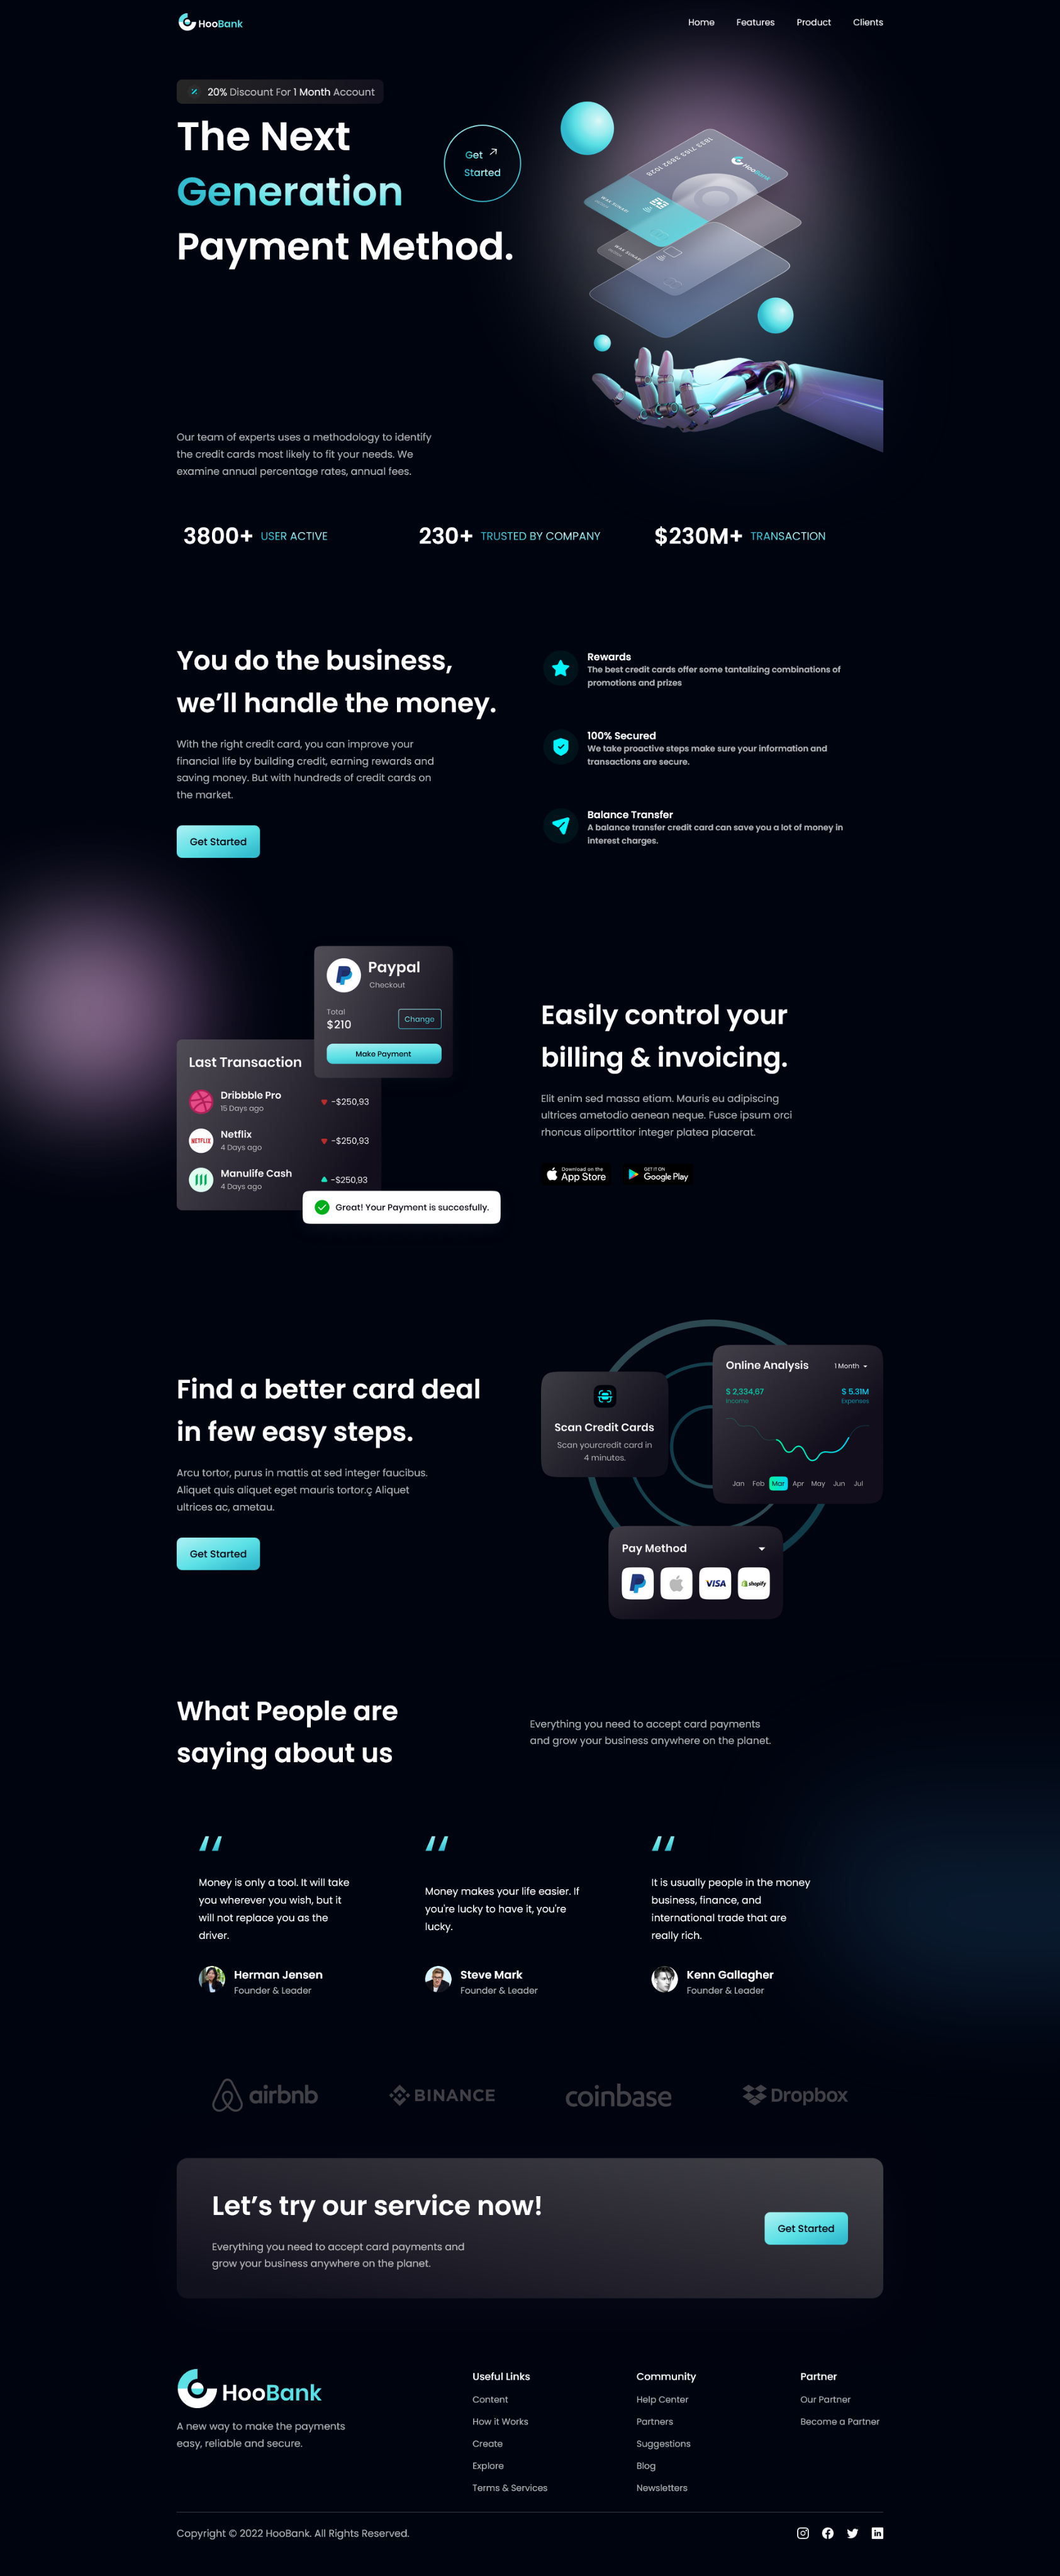 HooBank
Home Features Product Clients
20% Discount For 1 Month Account
The Next
Generation
Payment Method.
Get
Started
HooBank
Our team of experts uses a methodology to identify
the credit cards most likely to fit your needs. We
examine annual percentage rates, annual fees.
3800+ USER ACTIVE
230+ TRUSTED BY COMPANY
$230M+ TRANSACTION
You do the business,
we’ll handle the money.
With the right credit card, you can improve your
financial life by building credit, earning rewards and
saving money. But with hundreds of credit cards on
the market.
Get Started
Rewards
The best credit cards offer some tantalizing combinations of
promotions and prizes
100% Secured
We take proactive steps make sure your information and
transactions are secure.
Balance Transfer
A balance transfer credit card can save you a lot of money in
interest charges.
Paypal
Checkout
Total
$210
Change
Make Payment
Last Transaction
Dribbble Pro
15 Days ago
-$250,93
NETFLIX
Netflix
4 Days ago
-$250,93
Manulife Cash
4 Days ago
-$250,93
Great! Your Payment is succesfully.
Easily control your
billing & invoicing.
Elit enim sed massa etiam. Mauris eu adipiscing
ultrices ametodio aenean neque. Fusce ipsum orci
rhoncus aliporttitor integer platea placerat.
Download on the
App Store
GET IT ON
Google Play
Find a better card deal
in few easy steps.
Arcu tortor, purus in mattis at sed integer faucibus.
Aliquet quis aliquet eget mauris tortor.ç Aliquet
ultrices ac, ametau.
Get Started
Scan Credit Cards
Scan yourcredit card in
4 minutes.
Online Analysis
1 Month
$ 2,334,67
Income
$ 5.31M
Expenses
Jan Feb Mar Apr May Jun Jul
Pay Method
VISA
shopify
What People are
saying about us
Everything you need to accept card payments
and grow your business anywhere on the planet.
Money is only a tool. It will take
you wherever you wish, but it
will not replace you as the
driver.
Herman Jensen
Founder & Leader
Money makes your life easier. If
you're lucky to have it, you're
lucky.
Steve Mark
Founder & Leader
It is usually people in the money
business, finance, and
international trade that are
really rich.
Kenn Gallagher
Founder & Leader
airbnb
BINANCE
coinbase
Dropbox
Let’s try our service now!
Everything you need to accept card payments and
grow your business anywhere on the planet.
Get Started
HooBank
A new way to make the payments
easy, reliable and secure.
Useful Links
Content
How it Works
Create
Explore
Terms & Services
Community
Help Center
Partners
Suggestions
Blog
Newsletters
Partner
Our Partner
Become a Partner
Copyright © 2022 HooBank. All Rights Reserved.